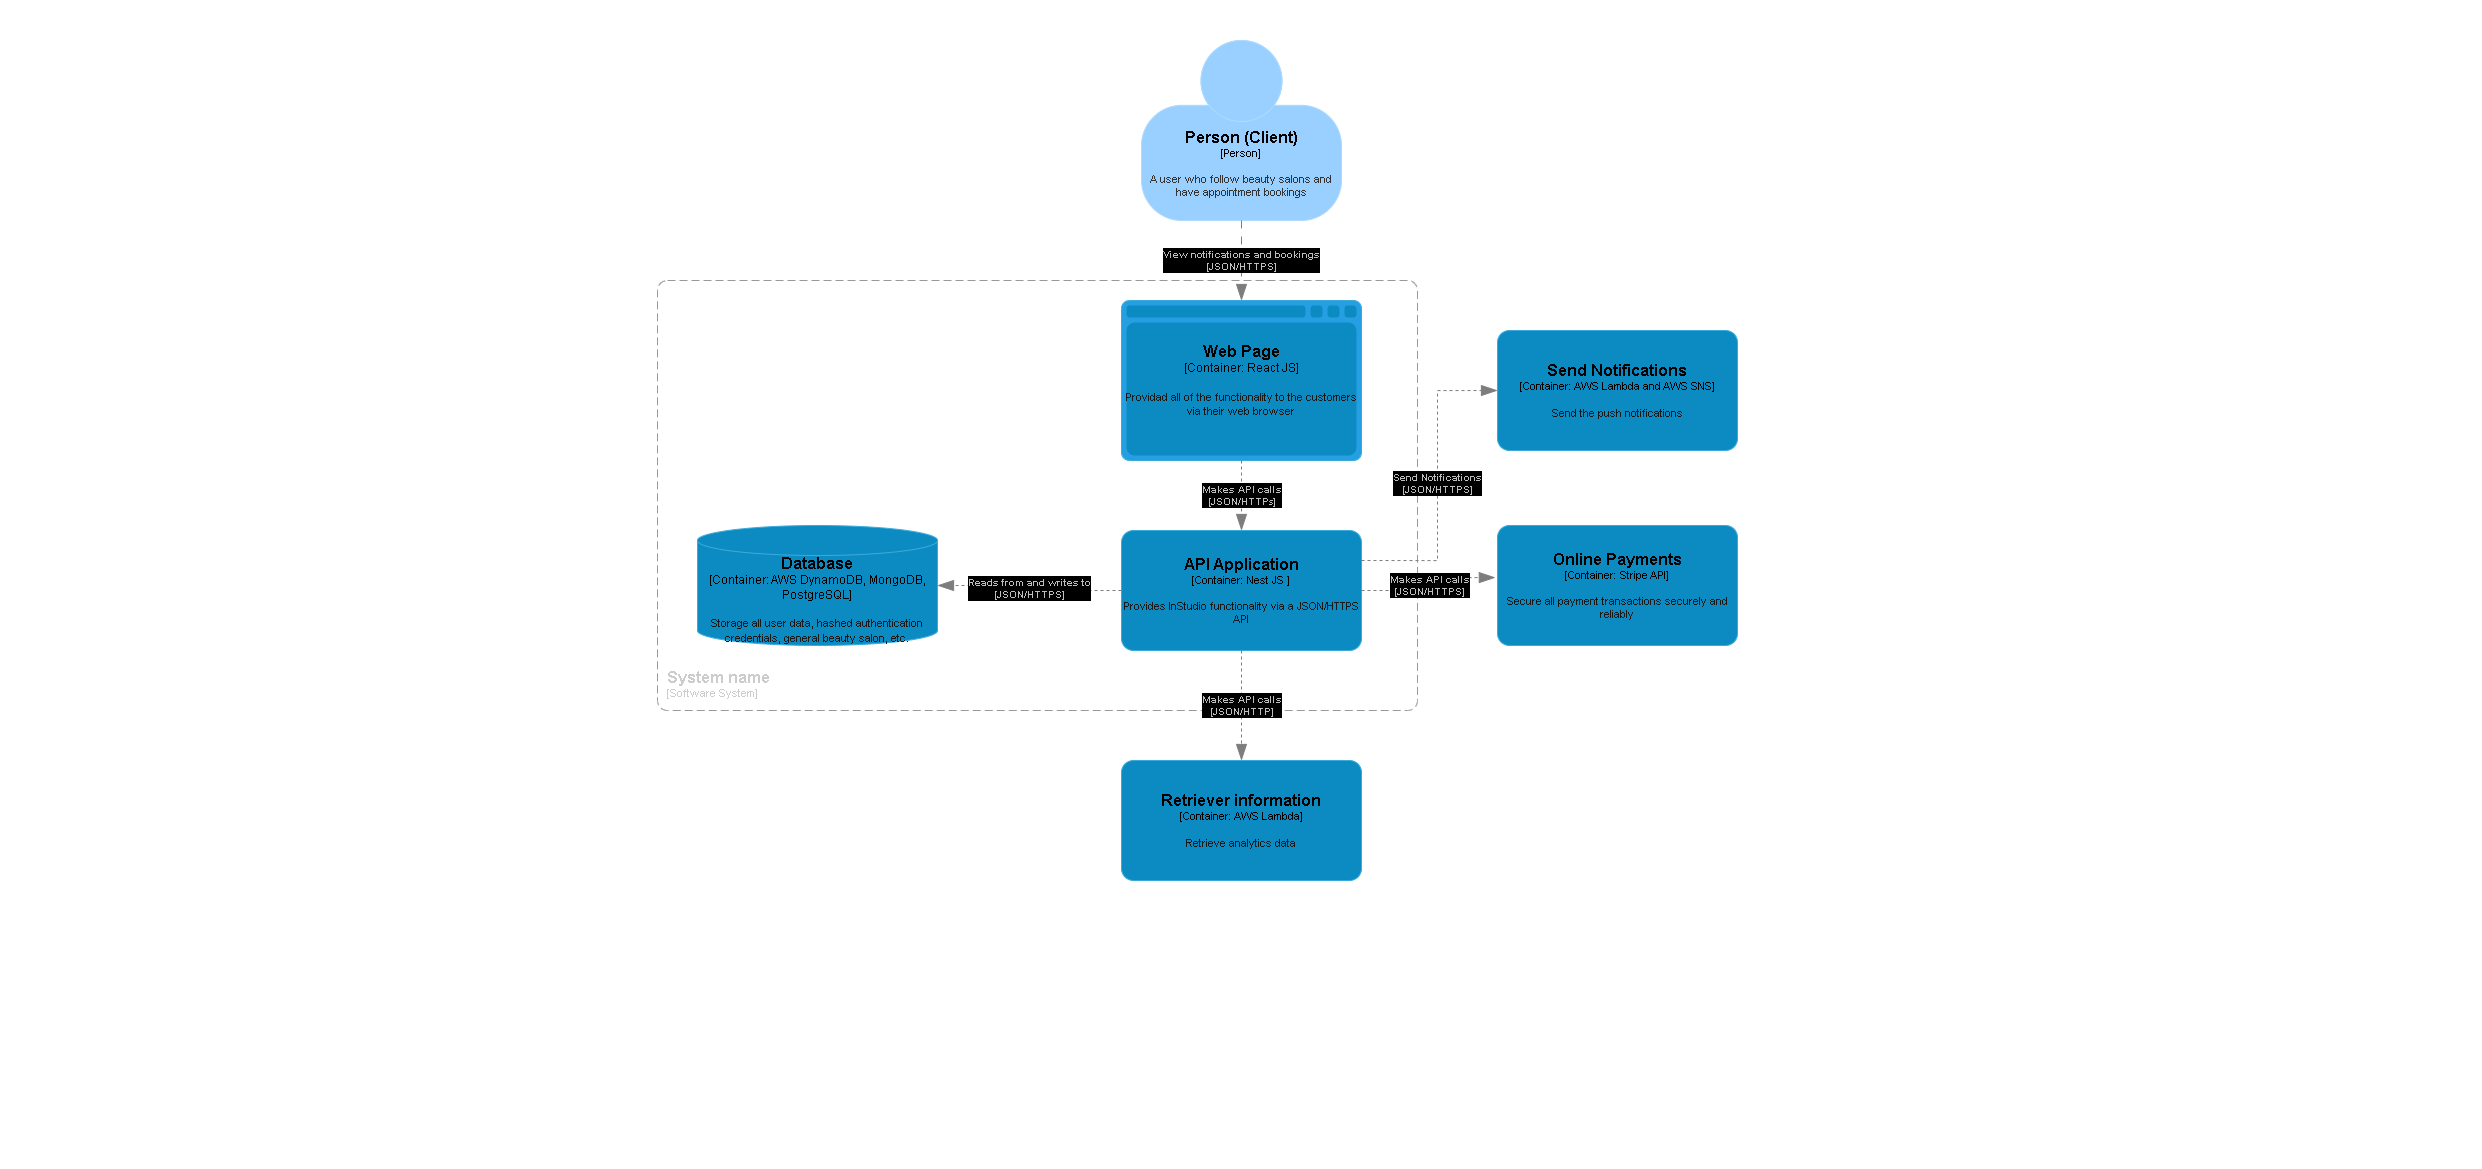 Person (Client)
[Person]
A user who follow beauty salons and
have appointment bookings
View notifications and bookings
[JSON/HTTPS]
Web Page
[Container: React JS]
Providad all of the functionality to the customers
via their web browser
Send Notifications
[Container: AWS Lambda and AWS SNS]
Send the push notifications
Makes API calls
[JSON/HTTPs]
Send Notifications
[JSON/HTTPS]
Database
[Container: AWS DynamoDB, MongoDB,
PostgreSQL]
Storage all user data, hashed authentication
credentials, general beauty salon, etc.
Reads from and writes to
[JSON/HTTPS]
API Application
[Container: Nest JS ]
Provides InStudio functionality via a JSON/HTTPS
API
Makes API calls
[JSON/HTTPS]
Online Payments
[Container: Stripe API]
Secure all payment transactions securely and
reliably
System name
[Software System]
Makes API calls
[JSON/HTTP]
Retriever information
[Container: AWS Lambda]
Retrieve analytics data